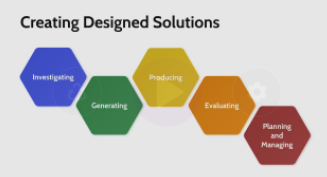 Creating Designed Solutions
Investigating
Generating
Producing
Evaluating
Planning
and
Managing